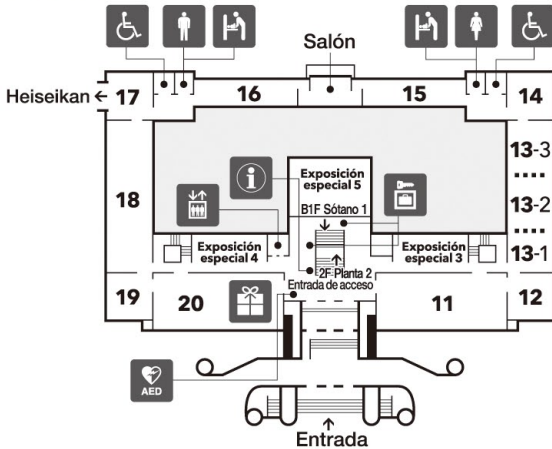 Salón
Heiseikan ←
17
16
15
14
13-3
18
Exposición
especial 5
13-2
B1F Sótano 1
Exposición
especial 4
Exposición
especial 3
13-1
2F Planta 2
Entrada de acceso
19
20
11
12
AED
Entrada